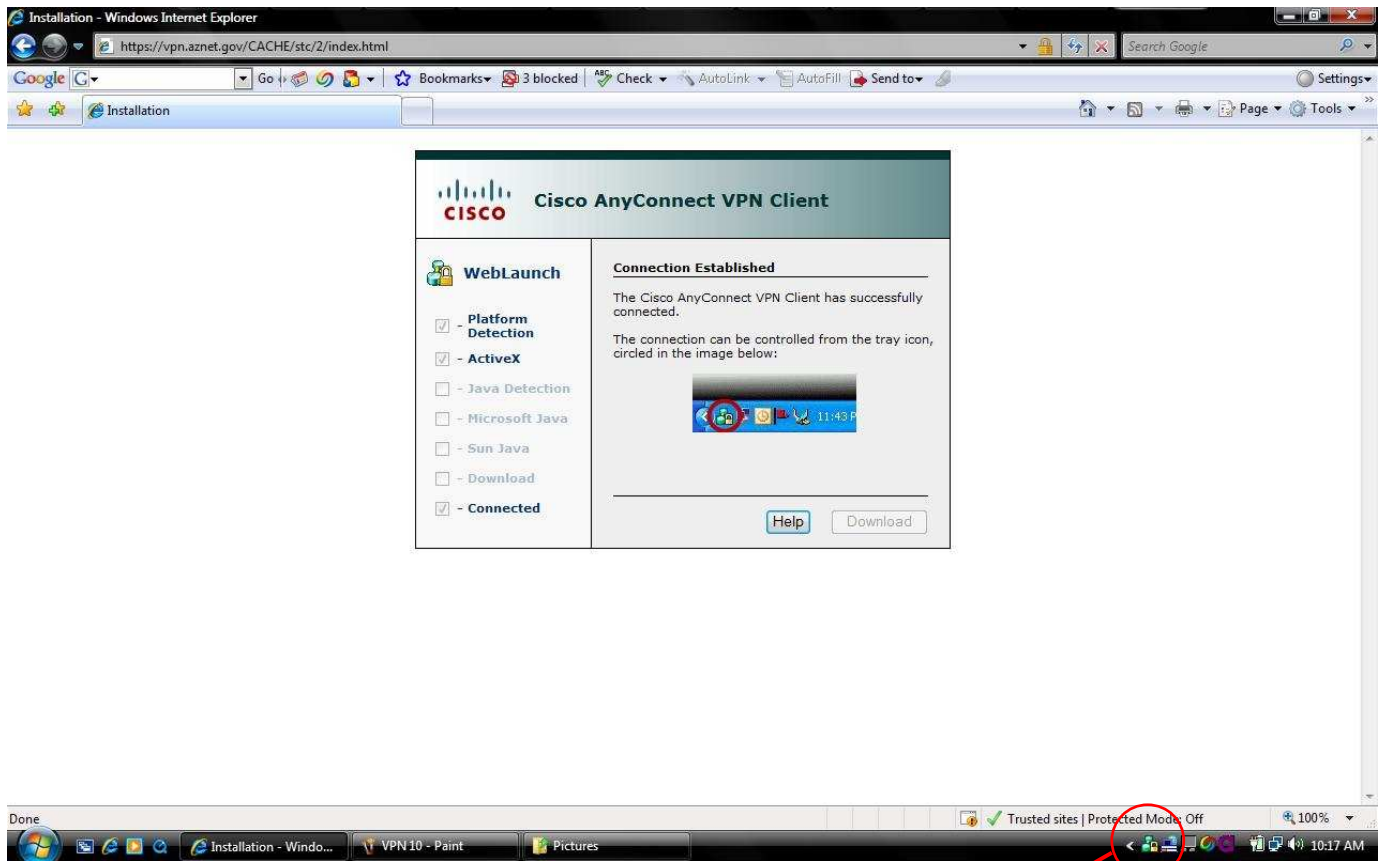 Installation - Windows Internet Explorer
https://vpn.aznet.gov/CACHE/stc/2/index.html
Search Google
Google G Go Bookmarks 3 blocked ABC Check AutoLink AutoFill Send to Settings
Installation
Page Tools
CISCO
Cisco AnyConnect VPN Client
WebLaunch
- Platform Detection
- ActiveX
- Java Detection
- Microsoft Java
- Sun Java
- Download
- Connected
Connection Established
The Cisco AnyConnect VPN Client has successfully
connected.
The connection can be controlled from the tray icon,
circled in the image below:
11:43 P
Help
Download
Done
Trusted sites | Protected Mode: Off
100%
Installation - Windo...
VPN 10 - Paint
Pictures
10:17 AM